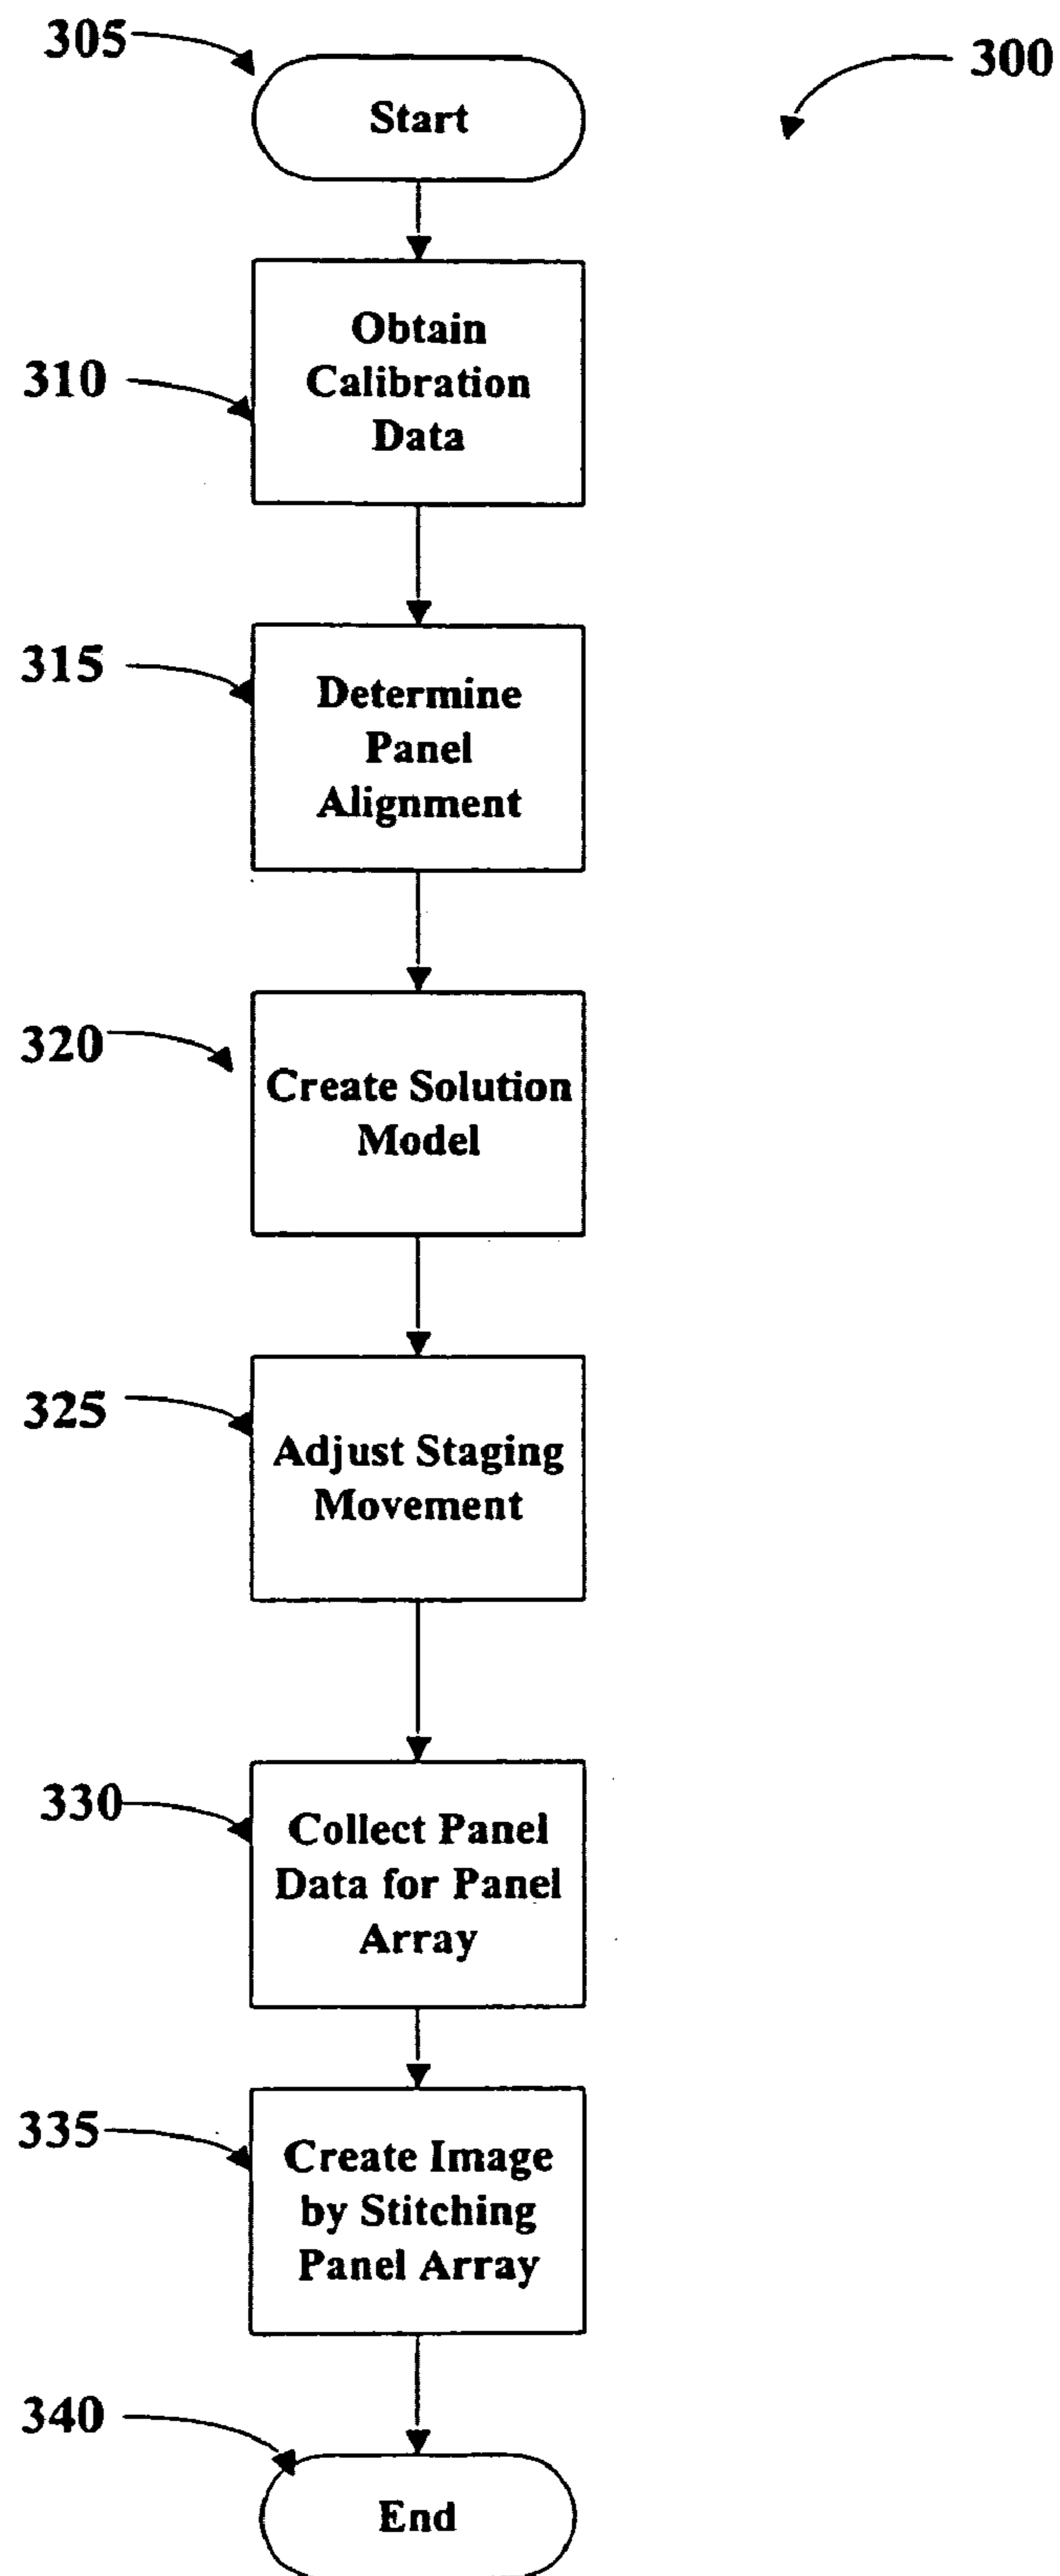 305
300
Start
310
Obtain
Calibration
Data
315
Determine
Panel
Alignment
320
Create Solution
Model
325
Adjust Staging
Movement
330
Collect Panel
Data for Panel
Array
335
Create Image
by Stitching
Panel Array
340
End